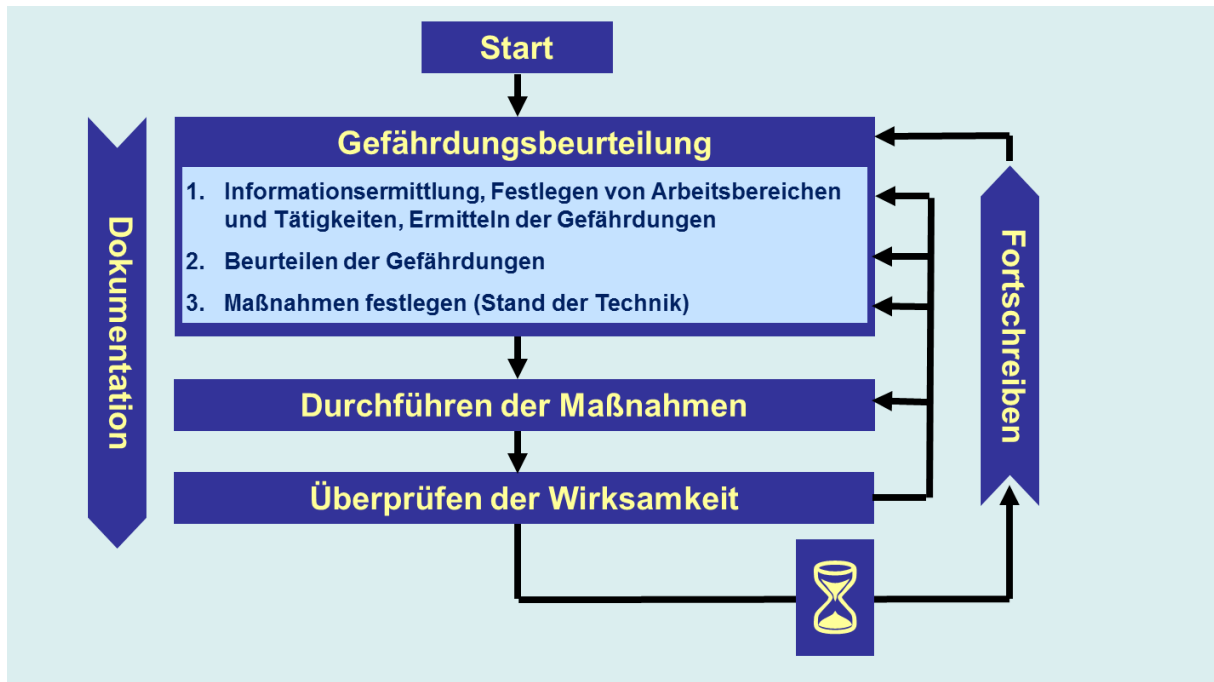 Start
Gefährdungsbeurteilung
1. Informationsermittlung, Festlegen von Arbeitsbereichen
und Tätigkeiten, Ermitteln der Gefährdungen
2. Beurteilen der Gefährdungen
3. Maßnahmen festlegen (Stand der Technik)
Durchführen der Maßnahmen
Überprüfen der Wirksamkeit
Dokumentation
Fortschreiben